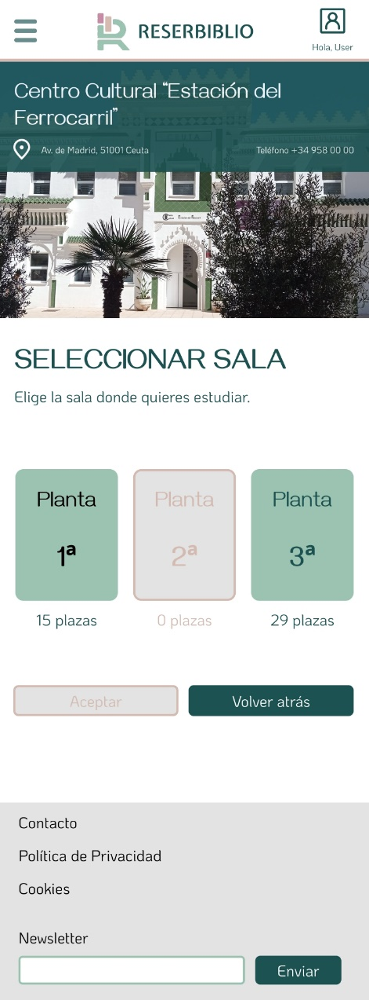 RESERBIBLIO
Hola, User
Centro Cultural “Estación del
Ferrocarril”
Av. de Madrid, 51001 Ceuta
Teléfono +34 958 00 00
CEUTA
SELECCIONAR SALA
Elige la sala donde quieres estudiar.
Planta
1ª
15 plazas
Planta
2ª
0 plazas
Planta
3ª
29 plazas
Aceptar
Volver atrás
Contacto
Política de Privacidad
Cookies
Newsletter
Enviar